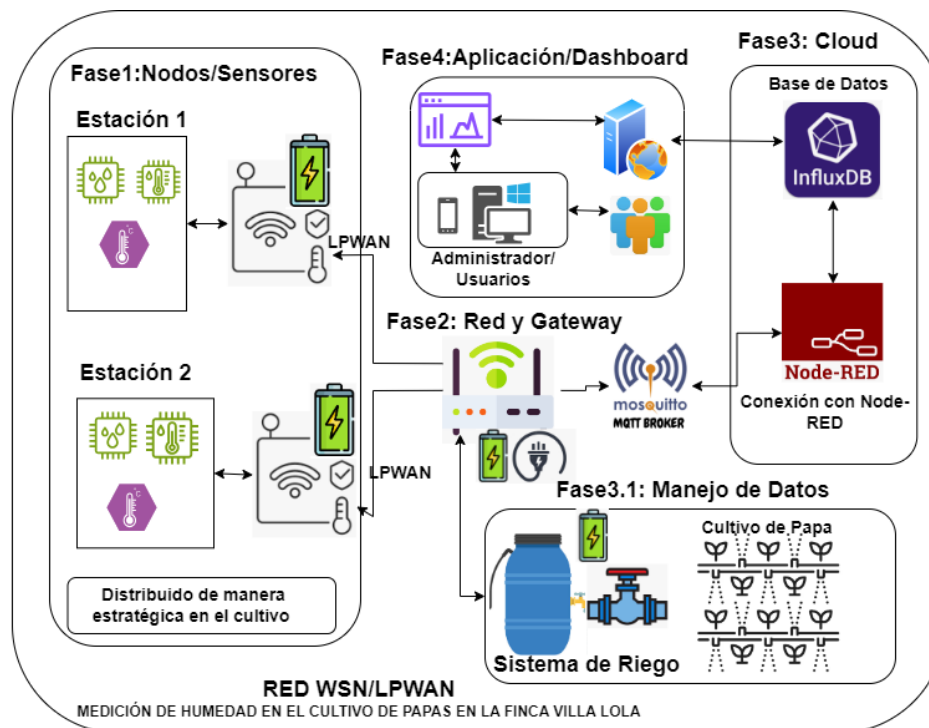 Fase1:Nodos/Sensores
Estación 1
LPWAN
Estación 2
LPWAN
Distribuido de manera
estratégica en el cultivo
Fase4:Aplicación/Dashboard
Administrador/
Usuarios
Fase3: Cloud
Base de Datos
InfluxDB
Node-RED
Conexión con Node-
RED
Fase2: Red y Gateway
mosquitto
MQTT BROKER
Fase3.1: Manejo de Datos
Cultivo de Papa
Sistema de Riego
RED WSN/LPWAN
MEDICIÓN DE HUMEDAD EN EL CULTIVO DE PAPAS EN LA FINCA VILLA LOLA